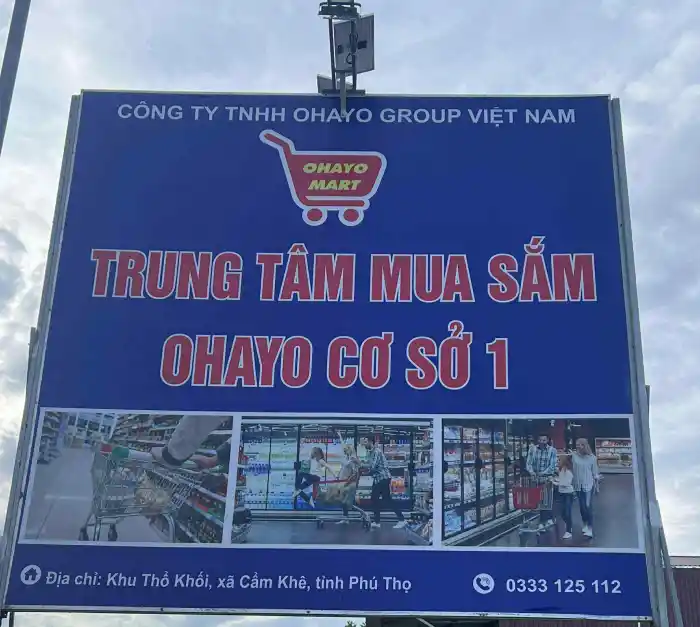 CÔNG TY TNHH OHAYO GROUP VIỆT NAM
OHAYO
MART
TRUNG TÂM MUA SẮM
OHAYO CƠ SỞ 1
Địa chỉ: Khu Thổ Khối, xã Cẩm Khê, tỉnh Phú Thọ
0333 125 112